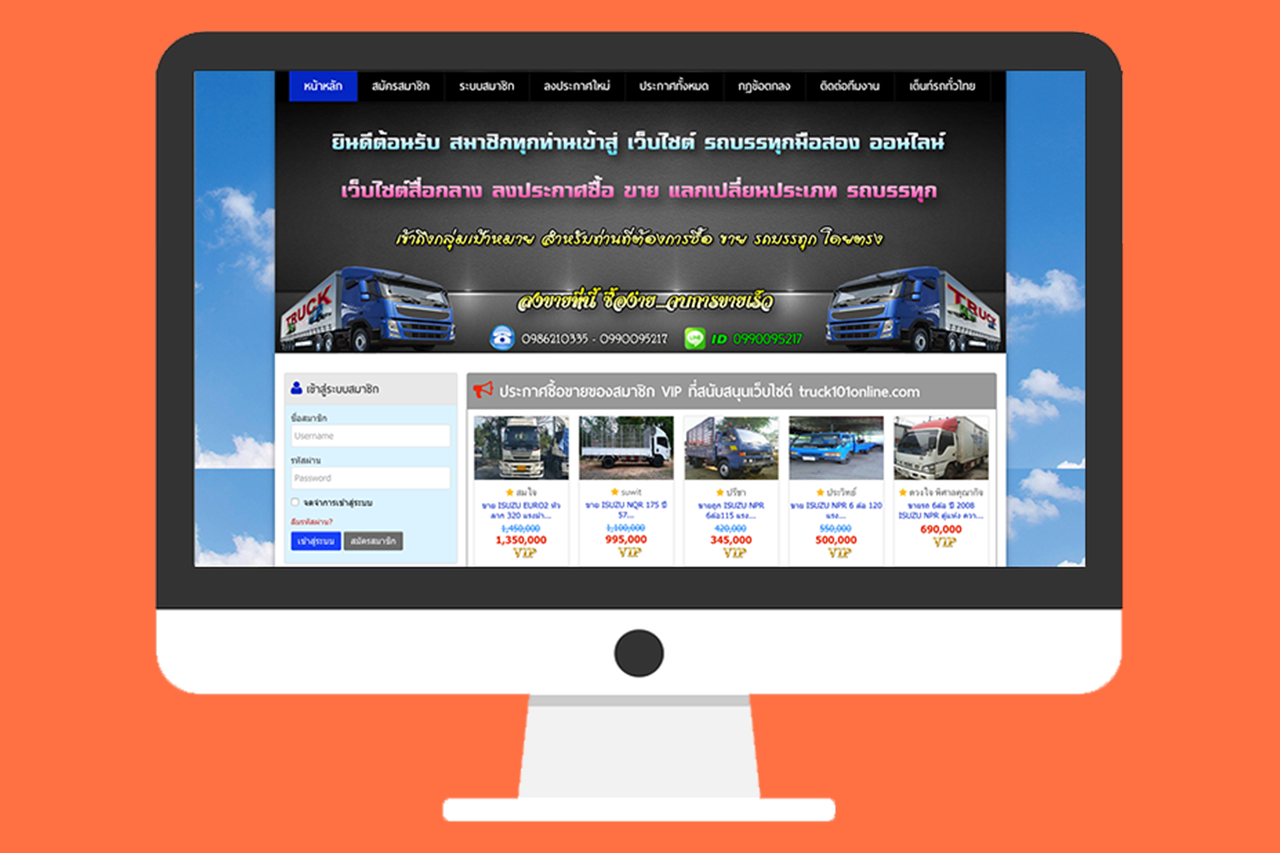 หน้าหลัก สมัครสมาชิก ระบบสมาชิก ลงประกาศใหม่ ประกาศทั้งหมด กฏข้อตกลง ติดต่อทีมงาน เต็นท์รถทั่วไทย
ยินดีต้อนรับ สมาชิกทุกท่านเข้าสู่ เว็บไซต์ รถบรรทุกมือสอง ออนไลน์
เว็บไซต์สื่อกลาง ลงประกาศซื้อ ขาย แลกเปลี่ยนประเภท รถบรรทุก
เข้าถึงกลุ่มเป้าหมาย สำหรับท่านที่ต้องการซื้อ ขาย รถบรรทุก โดยตรง
ลงขายที่นี่ ซื้อง่าย_จบการขายเร็ว
TRUCK
TRUCK
0986210335 - 0990095217 LINE ID 0990095217
เข้าสู่ระบบสมาชิก
ชื่อสมาชิก
Username
รหัสผ่าน
Password
จดจำการเข้าสู่ระบบ
ลืมรหัสผ่าน?
เข้าสู่ระบบ สมัครสมาชิก
ประกาศซื้อขายของสมาชิก VIP ที่สนับสนุนเว็บไซต์ truck101online.com
สมใจ
ขาย ISUZU EURO2 หัว
ลาก 320 แรงม้า...
1,450,000
1,350,000
VIP
suwit
ขาย ISUZU NQR 175 ปี
57...
1,100,000
995,000
VIP
ปรีชา
ขายถูก ISUZU NPR
6ล้อ115 แรง...
420,000
345,000
VIP
ประวิทย์
ขาย ISUZU NPR 6 ล้อ 120
แรง...
550,000
500,000
VIP
ดวงใจ พิศาลคุณากิจ
ขายรถ 6ล้อ ปี 2008
ISUZU NPR ตู้แห้ง ความ...
690,000
VIP